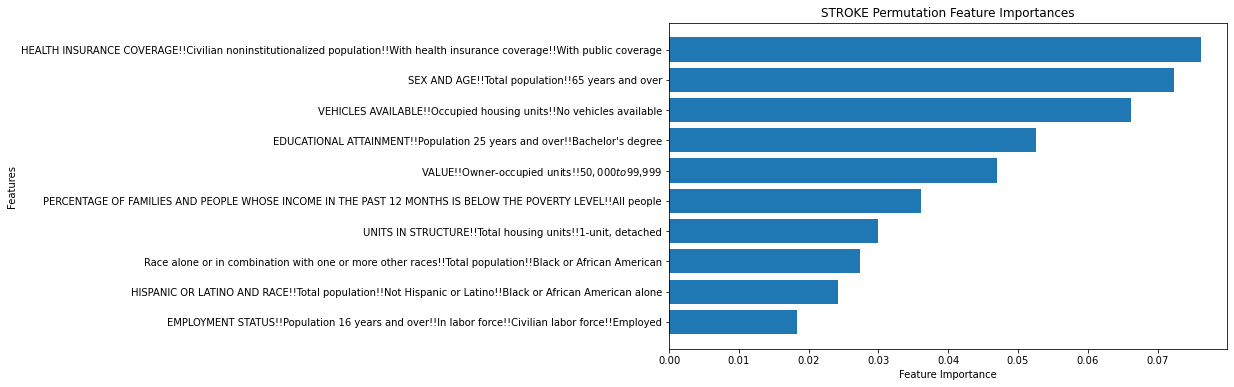 STROKE Permutation Feature Importances
HEALTH INSURANCE COVERAGE!!Civilian noninstitutionalized population!!With health insurance coverage!!With public coverage
SEX AND AGE!!Total population!!65 years and over
VEHICLES AVAILABLE!!Occupied housing units!!No vehicles available
EDUCATIONAL ATTAINMENT!!Population 25 years and over!!Bachelor's degree
VALUE!!Owner-occupied units!!50,000to99,999
PERCENTAGE OF FAMILIES AND PEOPLE WHOSE INCOME IN THE PAST 12 MONTHS IS BELOW THE POVERTY LEVEL!!All people
UNITS IN STRUCTURE!!Total housing units!!1-unit, detached
Race alone or in combination with one or more other races!!Total population!!Black or African American
HISPANIC OR LATINO AND RACE!!Total population!!Not Hispanic or Latino!!Black or African American alone
EMPLOYMENT STATUS!!Population 16 years and over!!In labor force!!Civilian labor force!!Employed
Features
0.00 0.01 0.02 0.03 0.04 0.05 0.06 0.07
Feature Importance